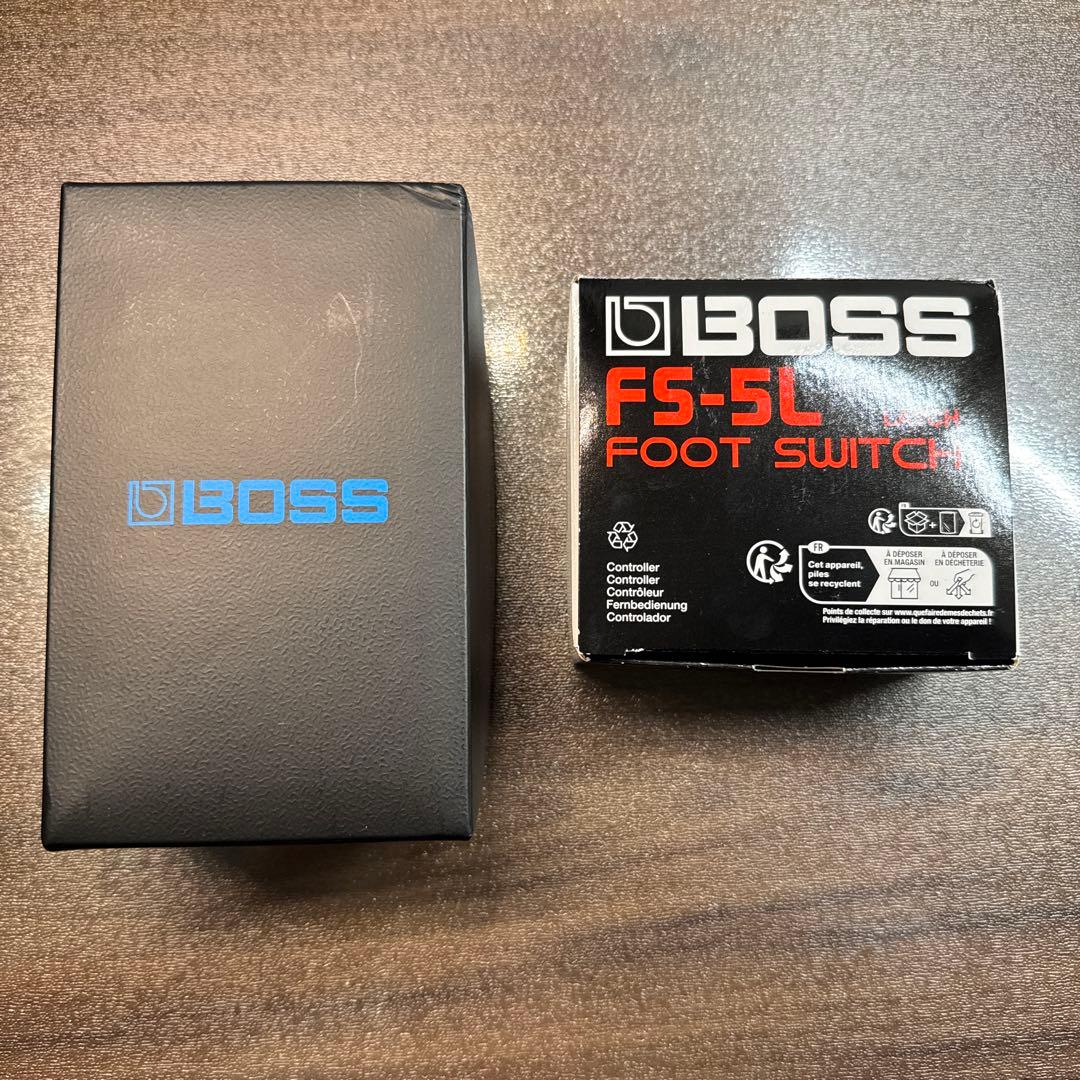 BOSS
BOSS
FS-5L
FOOT SWITCH
FR
Controller
Controller
Contrôleur
Fernbedienung
Controlador
Cet appareil,
piles
se recyclent
À DÉPOSER
EN MAGASIN
OU
À DÉPOSER
EN DÉCHÈTERIE
Points de collecte sur www.quefairedemesdechets.fr
Privilégiez la réparation ou le don de votre appareil !